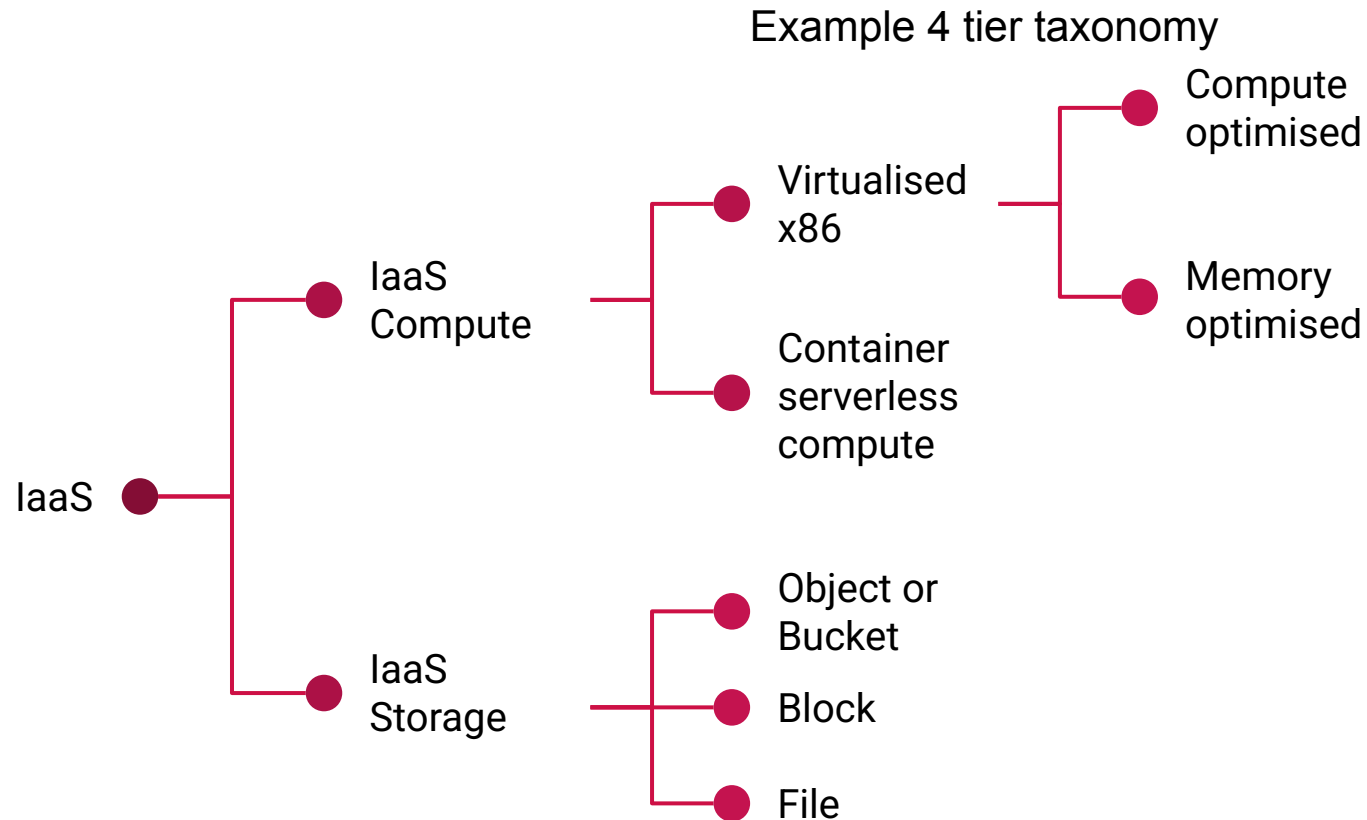 Example 4 tier taxonomy
Compute
optimised
Virtualised
x86
Memory
optimised
IaaS
Compute
Container
serverless
compute
IaaS
Object or
Bucket
IaaS
Storage
Block
File